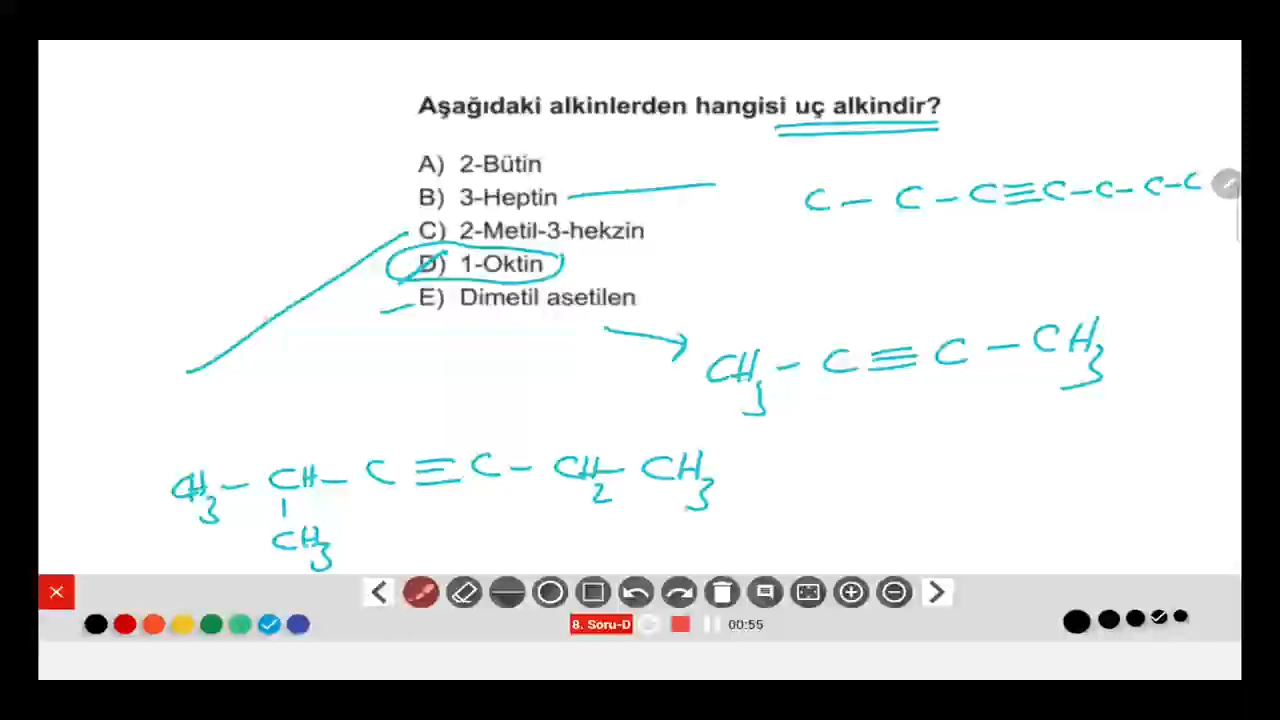 Aşağıdaki alkinlerden hangisi uç alkindir?
A) 2-Bütin
B) 3-Heptin
C - C - C≡C - C - C - C
C) 2-Metil-3-hekzin
D) 1-Oktin
E) Dimetil asetilen
CH3 - C ≡ C - CH3
CH3 - CH - C ≡ C - CH2 - CH3
CH3
8. Soru-D
00:55